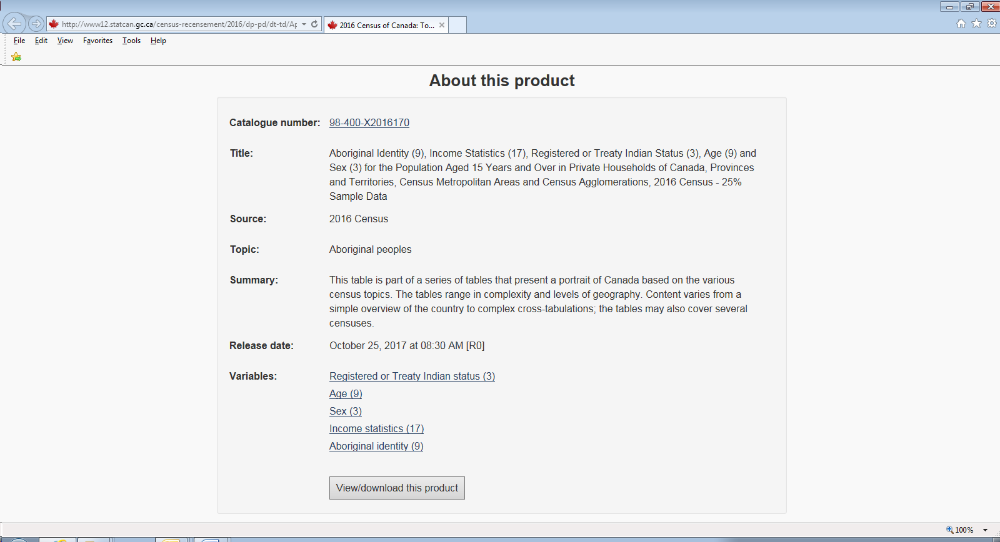 http://www12.statcan.gc.ca/census-recensement/2016/dp-pd/dt-td/Ap
2016 Census of Canada: To...
File Edit View Favorites Tools Help
About this product
Catalogue number: 98-400-X2016170
Title: Aboriginal Identity (9), Income Statistics (17), Registered or Treaty Indian Status (3), Age (9) and
Sex (3) for the Population Aged 15 Years and Over in Private Households of Canada, Provinces
and Territories, Census Metropolitan Areas and Census Agglomerations, 2016 Census - 25%
Sample Data
Source: 2016 Census
Topic: Aboriginal peoples
Summary: This table is part of a series of tables that present a portrait of Canada based on the various
census topics. The tables range in complexity and levels of geography. Content varies from a
simple overview of the country to complex cross-tabulations; the tables may also cover several
censuses.
Release date: October 25, 2017 at 08:30 AM [R0]
Variables: Registered or Treaty Indian status (3)
Age (9)
Sex (3)
Income statistics (17)
Aboriginal identity (9)
View/download this product
100%